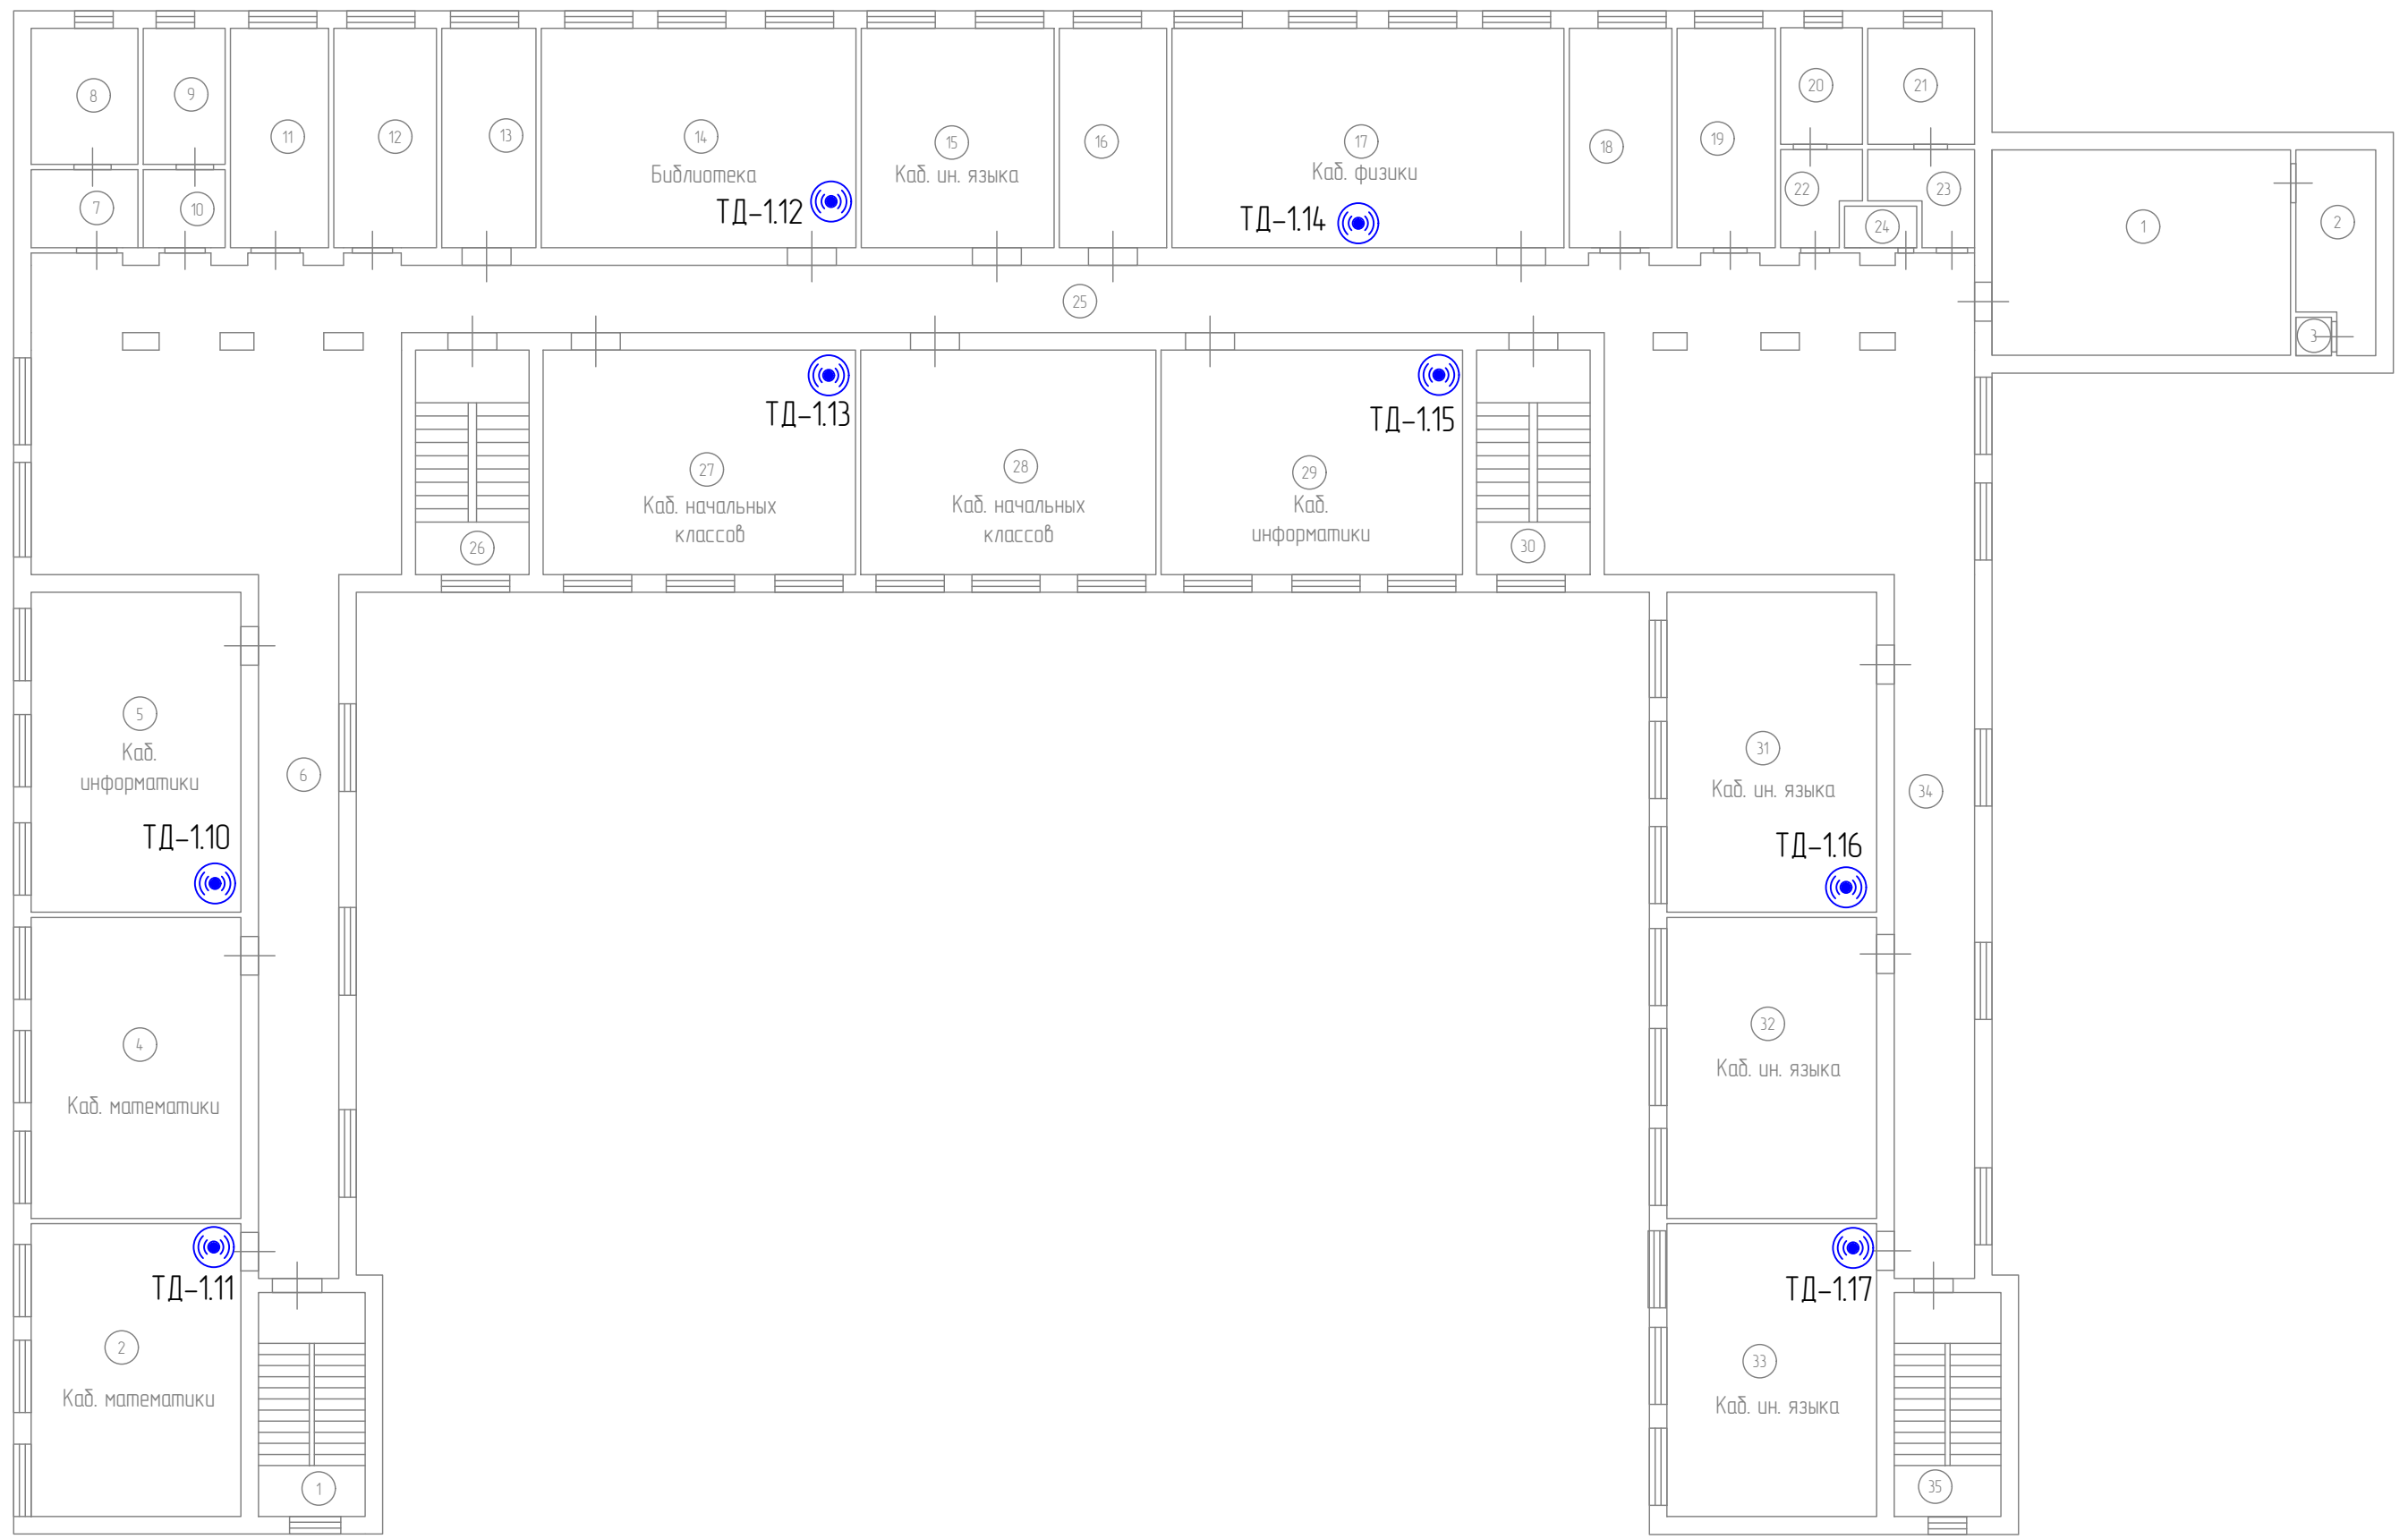 8
9
11
12
13
14
Библиотека
ТД-1.12
15
Каб. ин. языка
16
17
Каб. физики
ТД-1.14
18
19
20
21
7
10
22
23
24
1
2
3
25
26
ТД-1.13
27
Каб. начальных
классов
28
Каб. начальных
классов
ТД-1.15
29
Каб.
информатики
30
5
Каб.
информатики
ТД-1.10
6
31
Каб. ин. языка
ТД-1.16
34
4
Каб. математики
32
Каб. ин. языка
ТД-1.11
2
Каб. математики
1
ТД-1.17
33
Каб. ин. языка
35